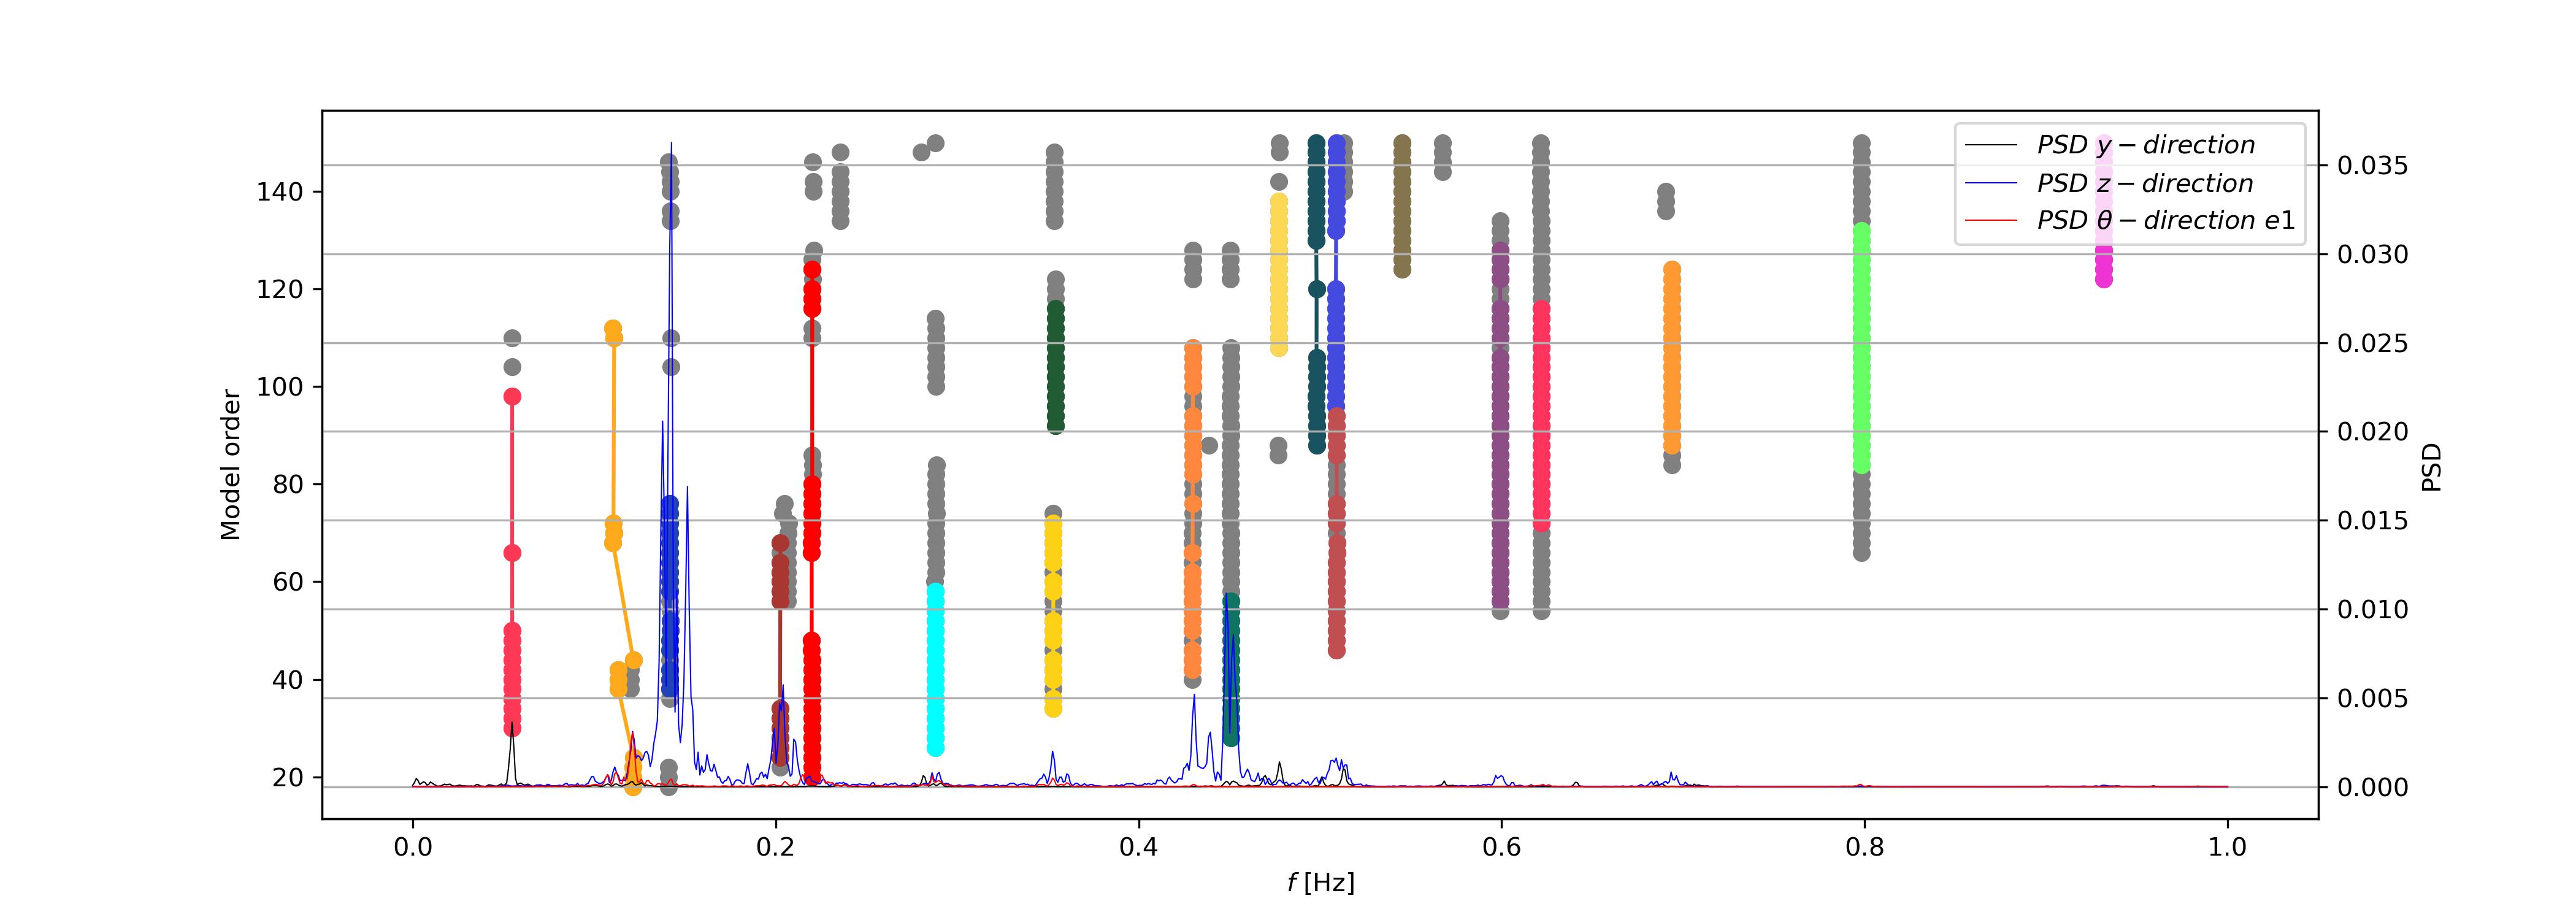 PSD y − direction
PSD z − direction
PSD θ − direction e1
140
120
100
80
60
40
20
Model order
0.035
0.030
0.025
0.020
0.015
0.010
0.005
0.000
PSD
0.0 0.2 0.4 0.6 0.8 1.0
f [Hz]